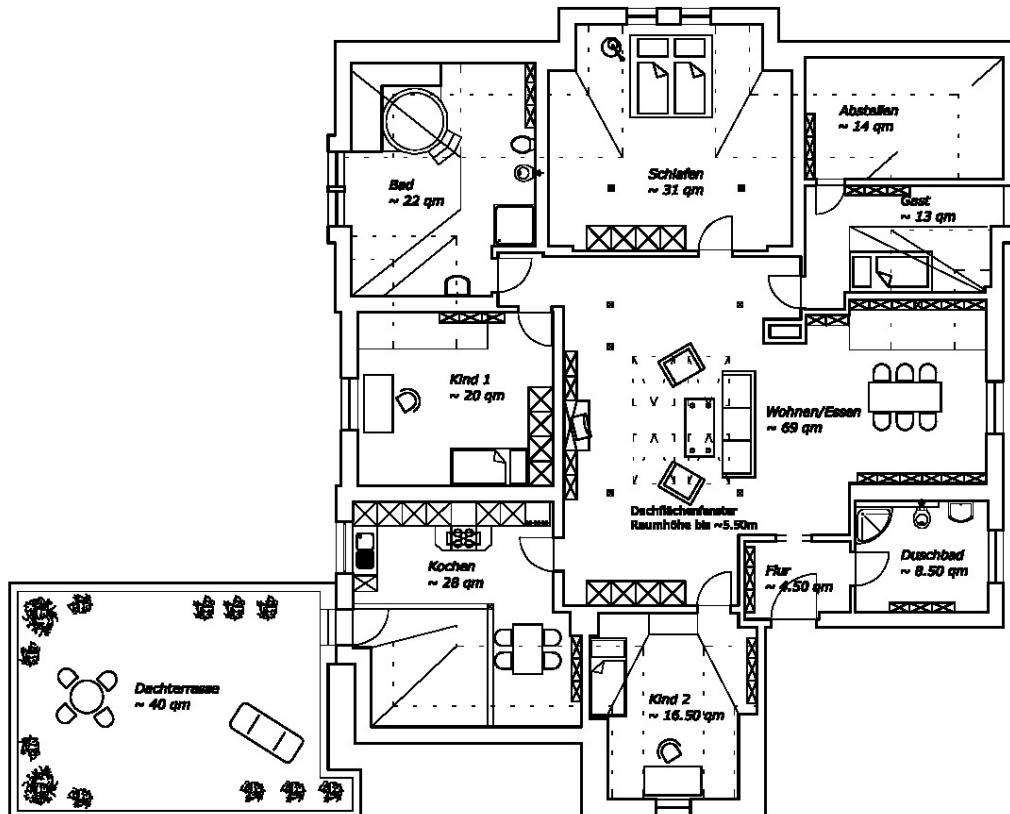 Abstellen
~ 14 qm
Schlafen
~ 31 qm
Bad
~ 22 qm
Gast
~ 13 qm
Kind 1
~ 20 qm
Wohnen/Essen
~ 69 qm
Dachflächenfenster
Raumhöhe bis ~5.50m
Kochen
~ 28 qm
Flur
~ 4.50 qm
Duschbad
~ 8.50 qm
Dachterrasse
~ 40 qm
Kind 2
~ 16.50 qm